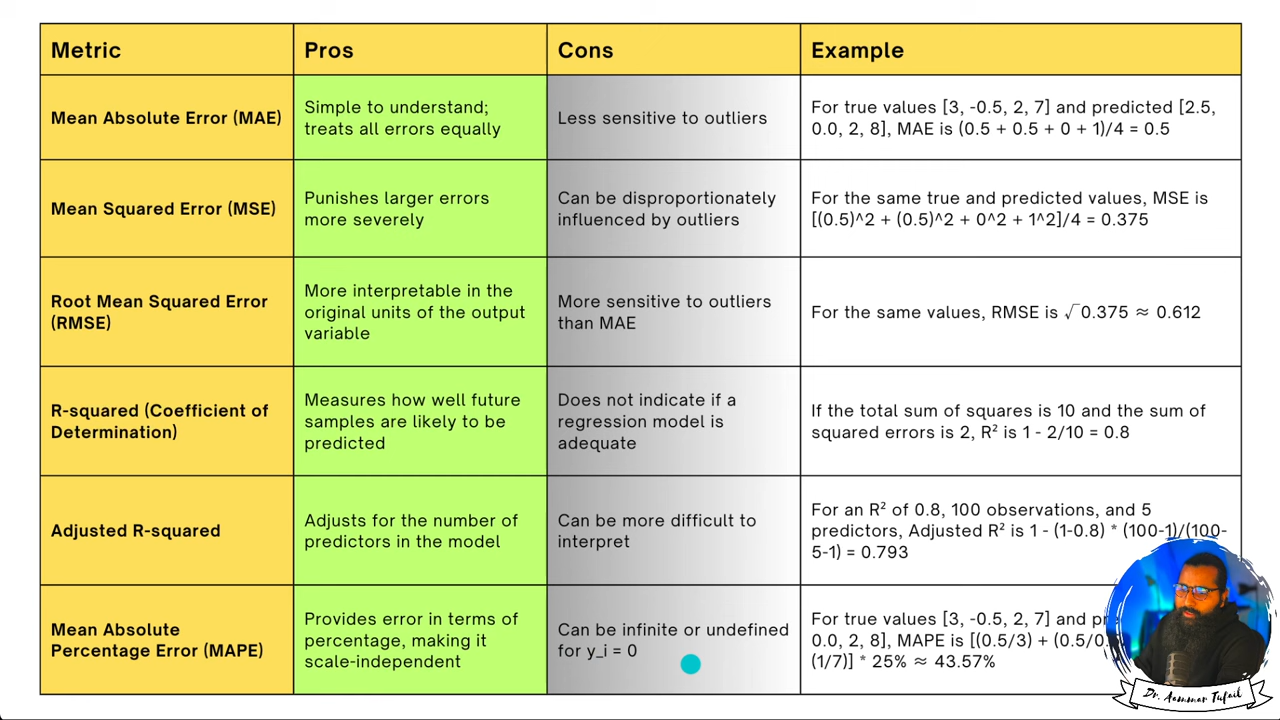 Metric
Pros
Cons
Example
Mean Absolute Error (MAE)
Simple to understand;
treats all errors equally
Less sensitive to outliers
For true values [3, -0.5, 2, 7] and predicted [2.5,
0.0, 2, 8], MAE is (0.5 + 0.5 + 0 + 1)/4 = 0.5
Mean Squared Error (MSE)
Punishes larger errors
more severely
Can be disproportionately
influenced by outliers
For the same true and predicted values, MSE is
[(0.5)^2 + (0.5)^2 + 0^2 + 1^2]/4 = 0.375
Root Mean Squared Error
(RMSE)
More interpretable in the
original units of the output
variable
More sensitive to outliers
than MAE
For the same values, RMSE is √0.375 ≈ 0.612
R-squared (Coefficient of
Determination)
Measures how well future
samples are likely to be
predicted
Does not indicate if a
regression model is
adequate
If the total sum of squares is 10 and the sum of
squared errors is 2, R² is 1 - 2/10 = 0.8
Adjusted R-squared
Adjusts for the number of
predictors in the model
Can be more difficult to
interpret
For an R² of 0.8, 100 observations, and 5
predictors, Adjusted R² is 1 - (1-0.8) * (100-1)/(100-
5-1) = 0.793
Mean Absolute
Percentage Error (MAPE)
Provides error in terms of
percentage, making it
scale-independent
Can be infinite or undefined
for y_i = 0
For true values [3, -0.5, 2, 7] and
0.0, 2, 8], MAPE is [(0.5/3) +
(1/7)] * 25% ≈ 43.57%
Dr. Aammar Tufail